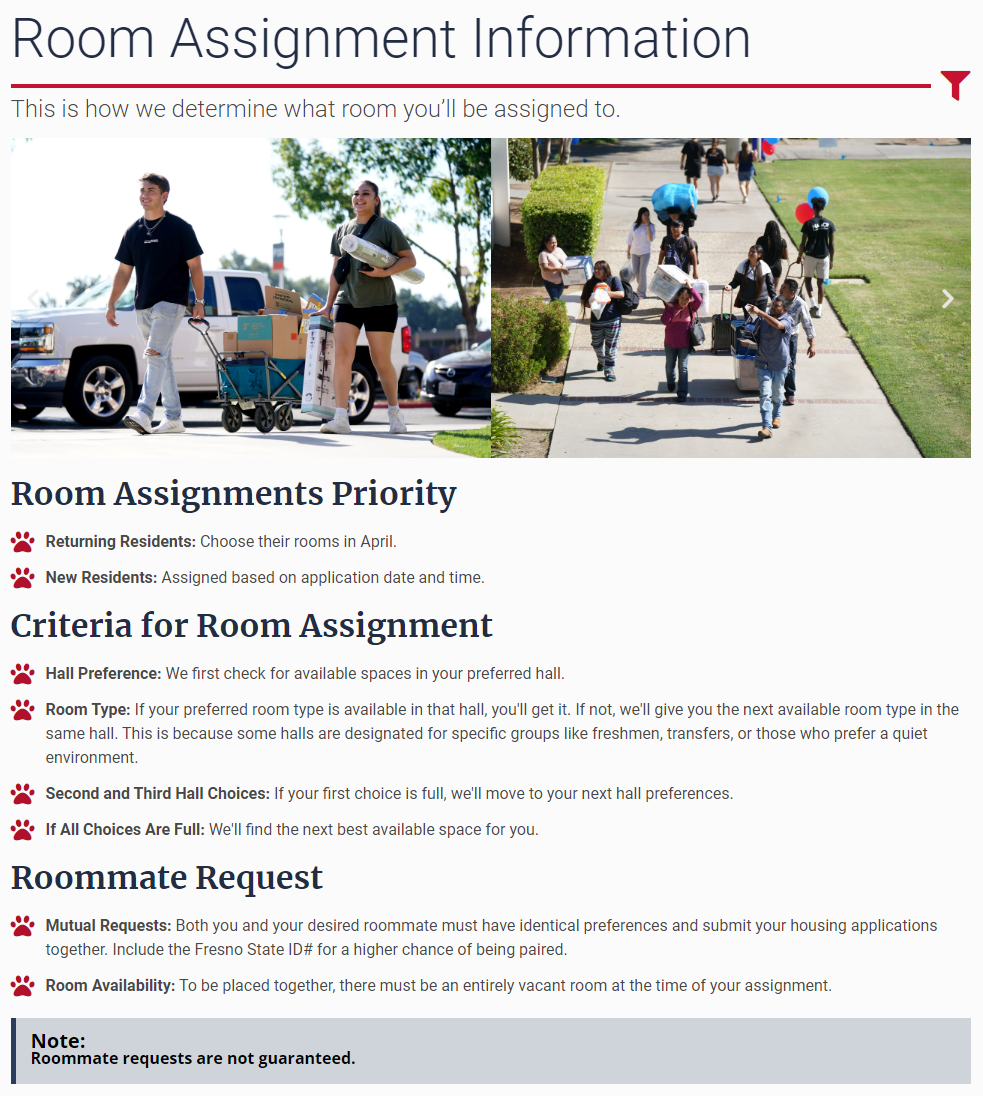 Room Assignment Information
This is how we determine what room you’ll be assigned to.
Room Assignments Priority
Returning Residents: Choose their rooms in April.
New Residents: Assigned based on application date and time.
Criteria for Room Assignment
Hall Preference: We first check for available spaces in your preferred hall.
Room Type: If your preferred room type is available in that hall, you'll get it. If not, we'll give you the next available room type in the
same hall. This is because some halls are designated for specific groups like freshmen, transfers, or those who prefer a quiet
environment.
Second and Third Hall Choices: If your first choice is full, we'll move to your next hall preferences.
If All Choices Are Full: We'll find the next best available space for you.
Roommate Request
Mutual Requests: Both you and your desired roommate must have identical preferences and submit your housing applications
together. Include the Fresno State ID# for a higher chance of being paired.
Room Availability: To be placed together, there must be an entirely vacant room at the time of your assignment.
Note:
Roommate requests are not guaranteed.